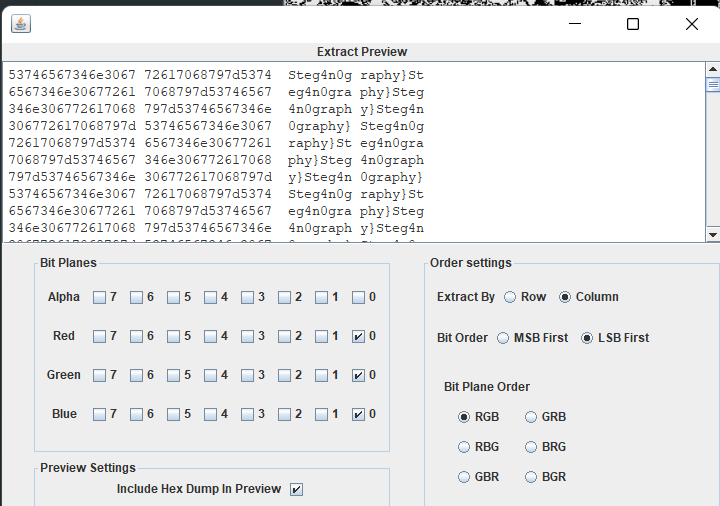 Extract Preview
53746567346e3067 72617068797d5374 Steg4n0g raphy}St
6567346e30677261 7068797d53746567 eg4n0gra phy}Steg
346e306772617068 797d53746567346e 4n0graph y}Steg4n
306772617068797d 53746567346e3067 0graphy} Steg4n0g
72617068797d5374 6567346e30677261 raphy}St eg4n0gra
7068797d53746567 346e306772617068 phy}Steg 4n0graph
797d53746567346e 306772617068797d y}Steg4n 0graphy}
53746567346e3067 72617068797d5374 Steg4n0g raphy}St
6567346e30677261 7068797d53746567 eg4n0gra phy}Steg
346e306772617068 797d53746567346e 4n0graph y}Steg4n
Bit Planes
Alpha 7 6 5 4 3 2 1 0
Red 7 6 5 4 3 2 1 0
Green 7 6 5 4 3 2 1 0
Blue 7 6 5 4 3 2 1 0
Preview Settings
Include Hex Dump In Preview
Order settings
Extract By Row Column
Bit Order MSB First LSB First
Bit Plane Order
RGB GRB
RBG BRG
GBR BGR